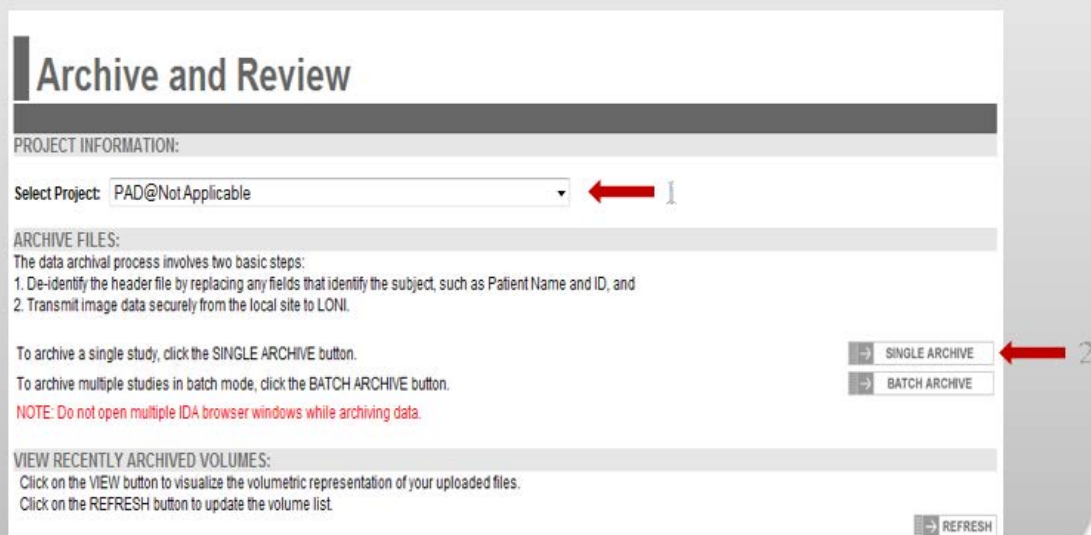 Archive and Review
PROJECT INFORMATION:
Select Project: PAD@Not Applicable
1
ARCHIVE FILES:
The data archival process involves two basic steps:
1. De-identify the header file by replacing any fields that identify the subject, such as Patient Name and ID, and
2. Transmit image data securely from the local site to LONI.
To archive a single study, click the SINGLE ARCHIVE button.
SINGLE ARCHIVE
2
To archive multiple studies in batch mode, click the BATCH ARCHIVE button.
BATCH ARCHIVE
NOTE: Do not open multiple IDA browser windows while archiving data.
VIEW RECENTLY ARCHIVED VOLUMES:
Click on the VIEW button to visualize the volumetric representation of your uploaded files.
Click on the REFRESH button to update the volume list.
REFRESH